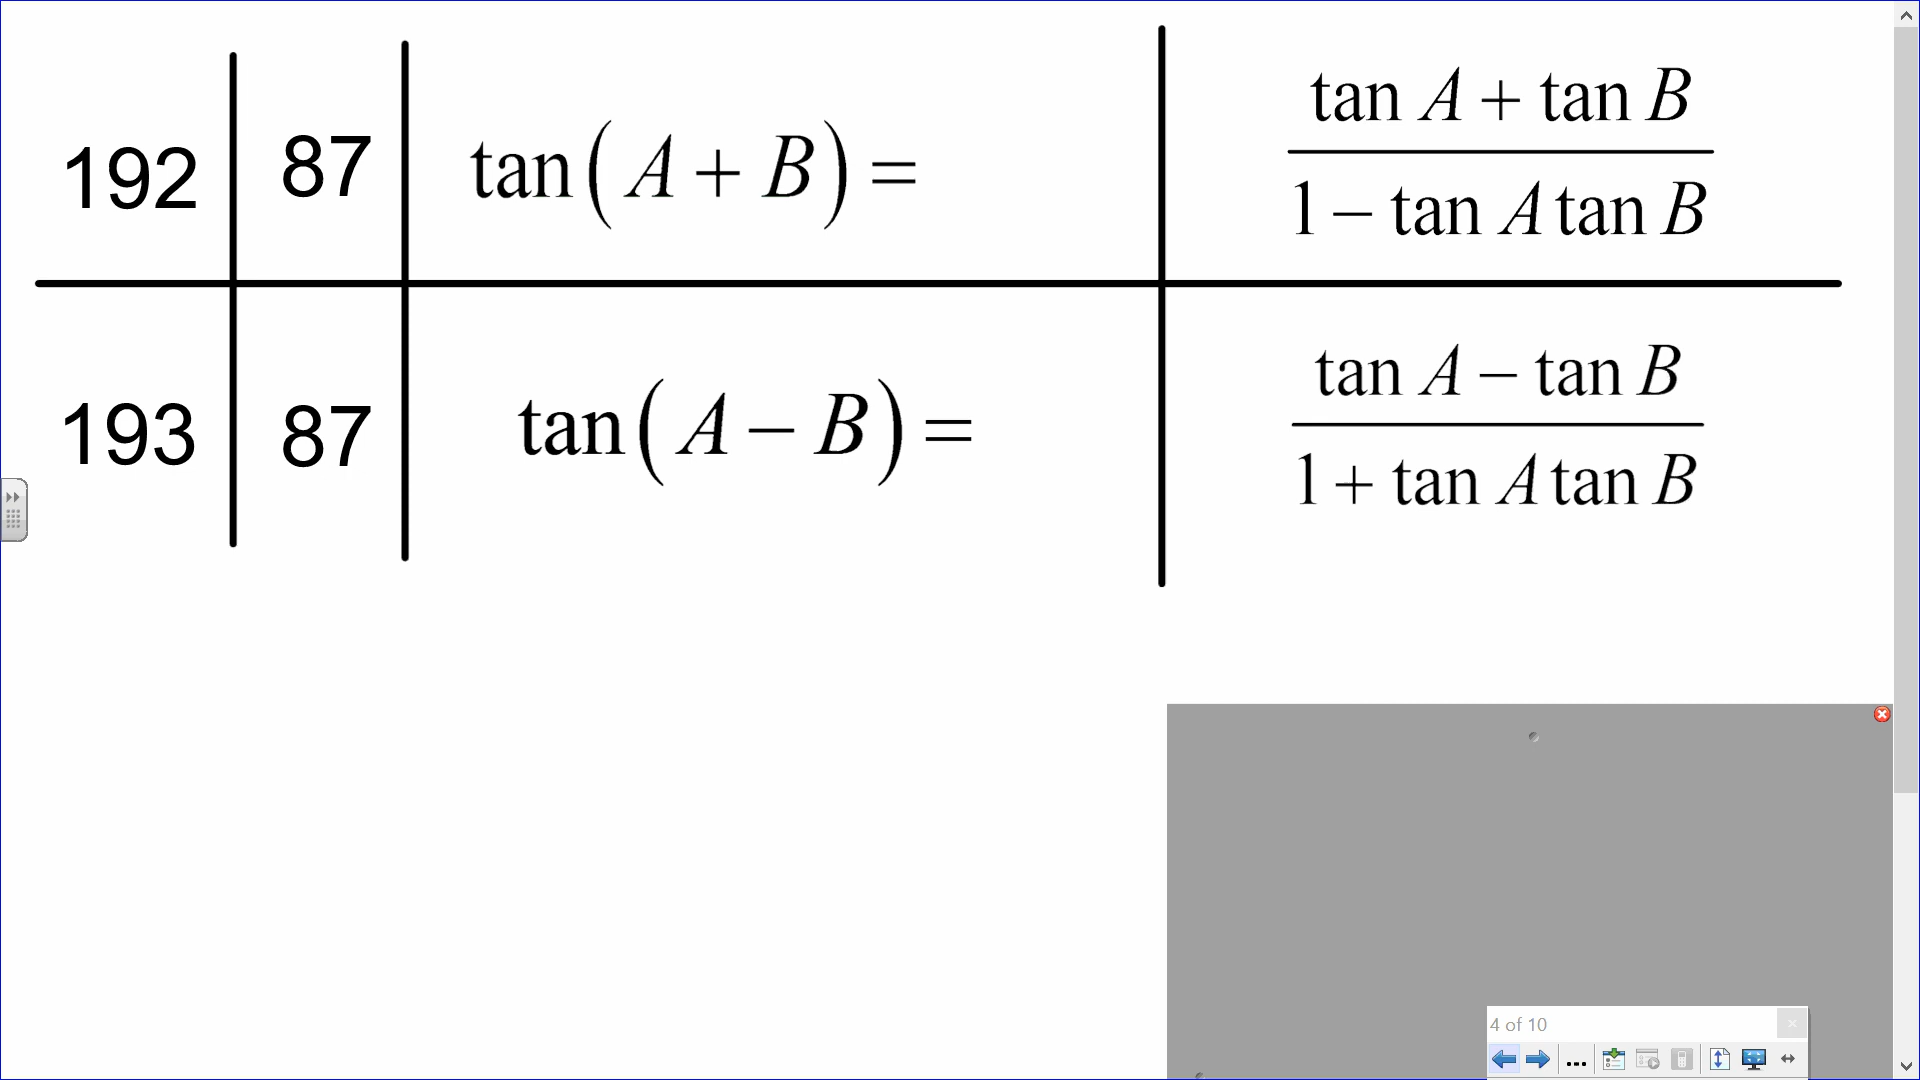 192 87 tan(A + B) = (tan A + tan B)/(1 − tan A tan B)
193 87 tan(A − B) = (tan A − tan B)/(1 + tan A tan B)
4 of 10